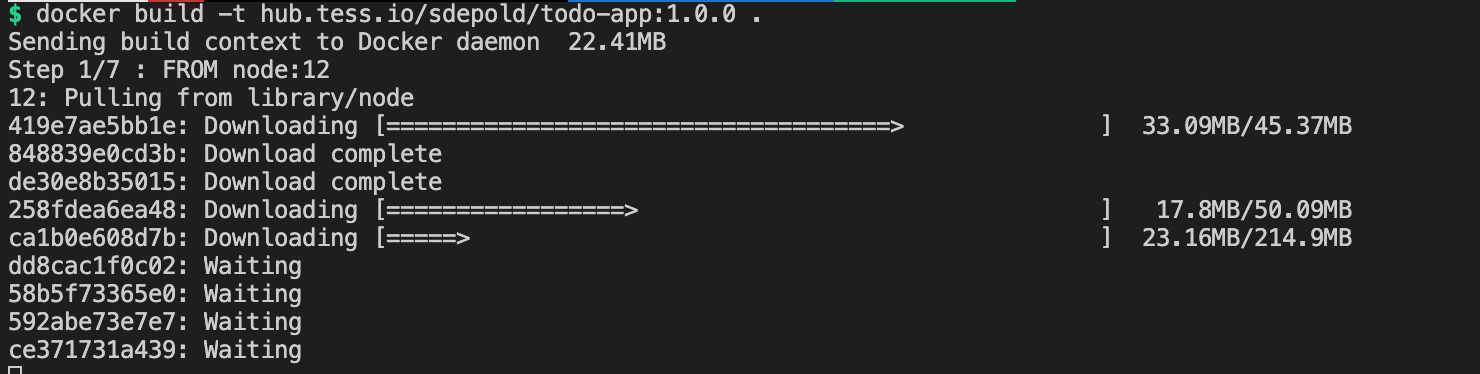 $ docker build -t hub.tess.io/sdepold/todo-app:1.0.0 .
Sending build context to Docker daemon  22.41MB
Step 1/7 : FROM node:12
12: Pulling from library/node
419e7ae5bb1e: Downloading [====================================>              ]  33.09MB/45.37MB
848839e0cd3b: Download complete
de30e8b35015: Download complete
258fdea6ea48: Downloading [=================>                                 ]   17.8MB/50.09MB
ca1b0e608d7b: Downloading [=====>                                             ]  23.16MB/214.9MB
dd8cac1f0c02: Waiting
58b5f73365e0: Waiting
592abe73e7e7: Waiting
ce371731a439: Waiting